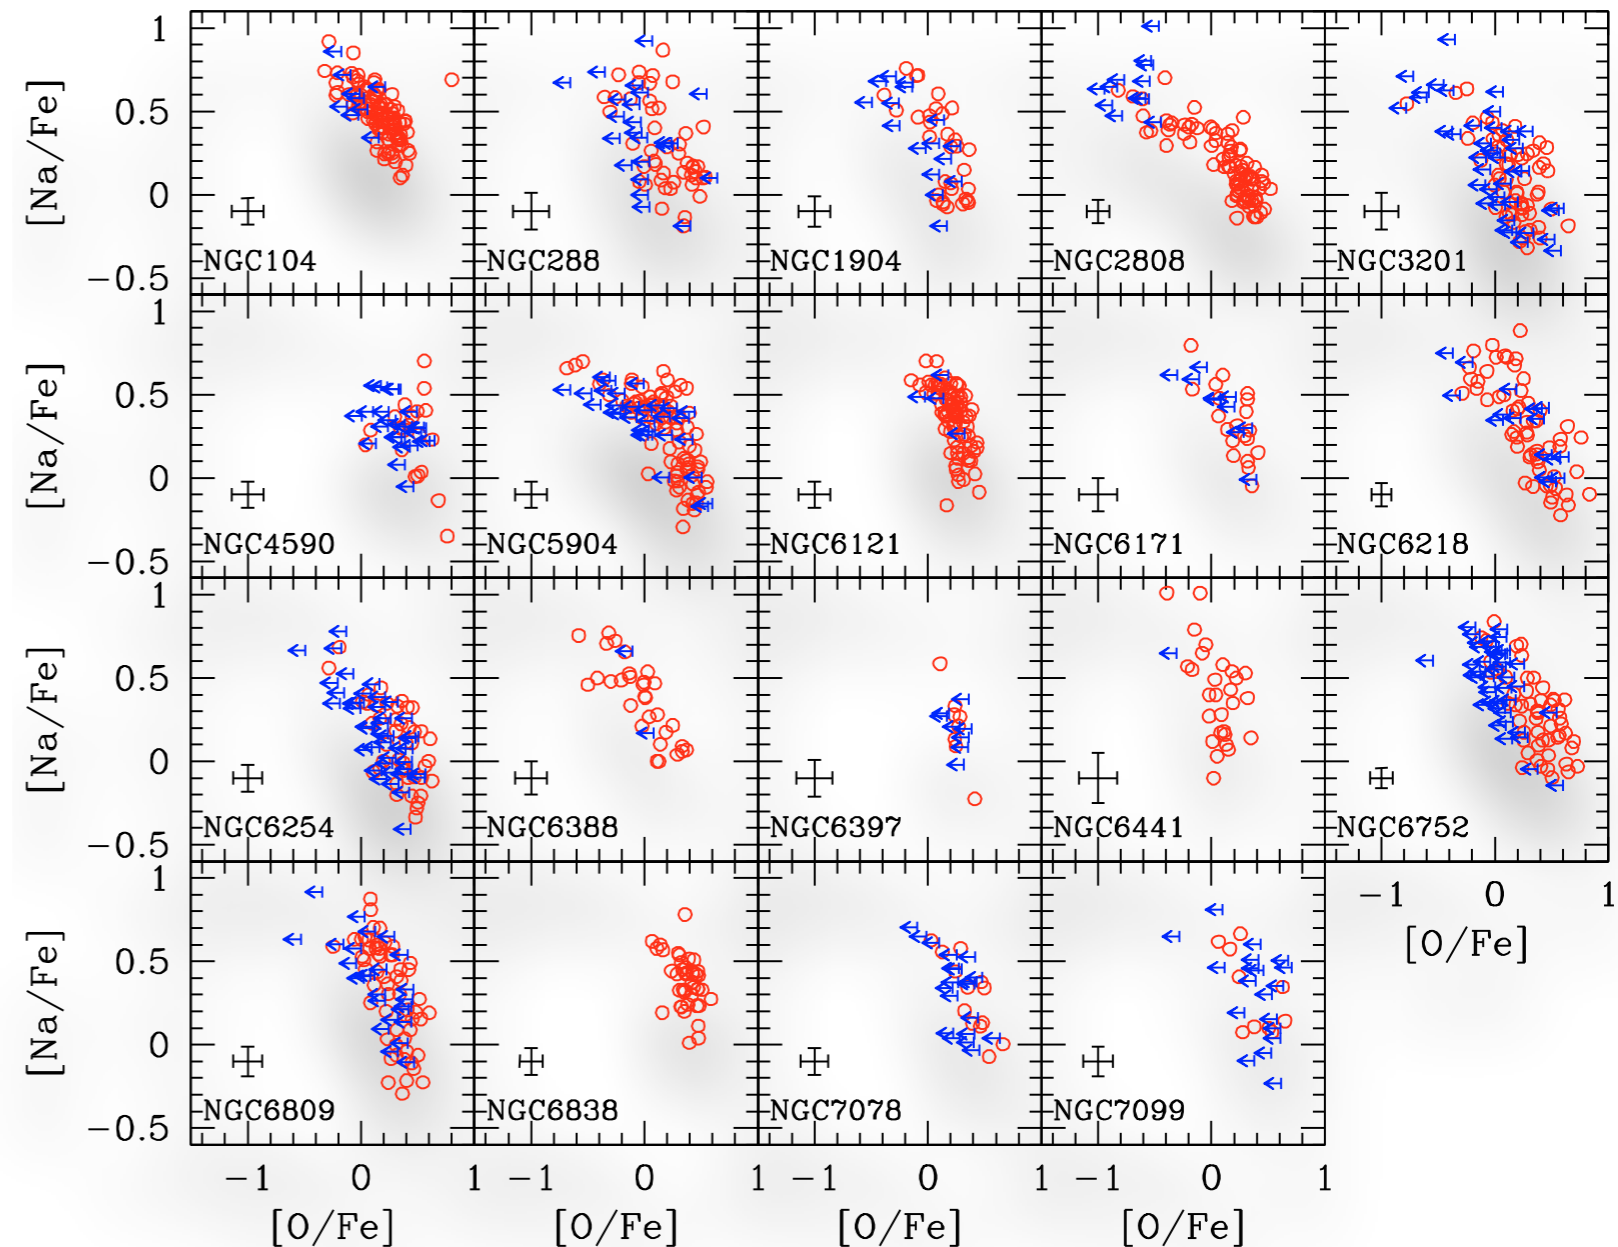 1
[Na/Fe]
0.5
0
−0.5
NGC104
NGC288
NGC1904
NGC2808
NGC3201
1
[Na/Fe]
0.5
0
−0.5
NGC4590
NGC5904
NGC6121
NGC6171
NGC6218
1
[Na/Fe]
0.5
0
−0.5
NGC6254
NGC6388
NGC6397
NGC6441
NGC6752
−1 0 1
[O/Fe]
1
[Na/Fe]
0.5
0
−0.5
NGC6809
NGC6838
NGC7078
NGC7099
−1 0 1 −1 0 1 −1 0 1 −1 0 1
[O/Fe] [O/Fe] [O/Fe] [O/Fe]